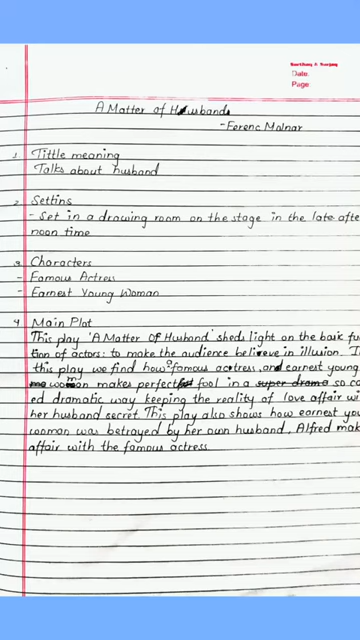 Date:
Page:
A Matter of Husbands
- Ferenc Molnar
1. Tittle meaning
Talks about husband
2. Settins
- Set in a drawing room on the stage in the late afte
noon time
3. Characters
- Famous Actress
- Earnest Young Woman
4 Main Plot
This play 'A Matter Of Husband' sheds light on the basic fu
tion of actors: to make the audience believe in illusion. I
this play we find how a famous actress, and earnest young
woman makes perfect fool in a super drama so ca
ed dramatic way keeping the reality of love affair wi
her husband secret. This play also shows how earnest you
woman was betrayed by her own husband, Alfred mak
affair with the famous actress